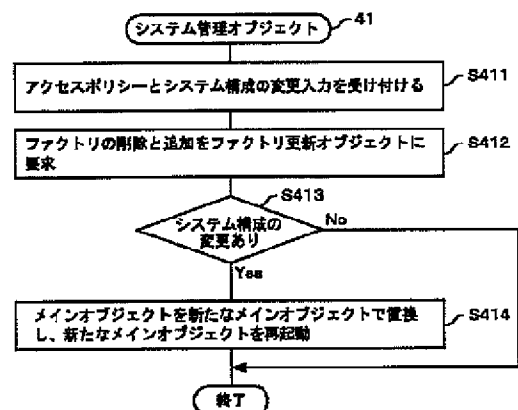 システム管理オブジェクト
41
アクセスポリシーとシステム構成の変更入力を受け付ける
S411
ファクトリの削除と追加をファクトリ更新オブジェクトに
要求
S412
S413
システム構成の
変更あり
No
Yes
メインオブジェクトを新たなメインオブジェクトで置換
し、新たなメインオブジェクトを再起動
S414
終了